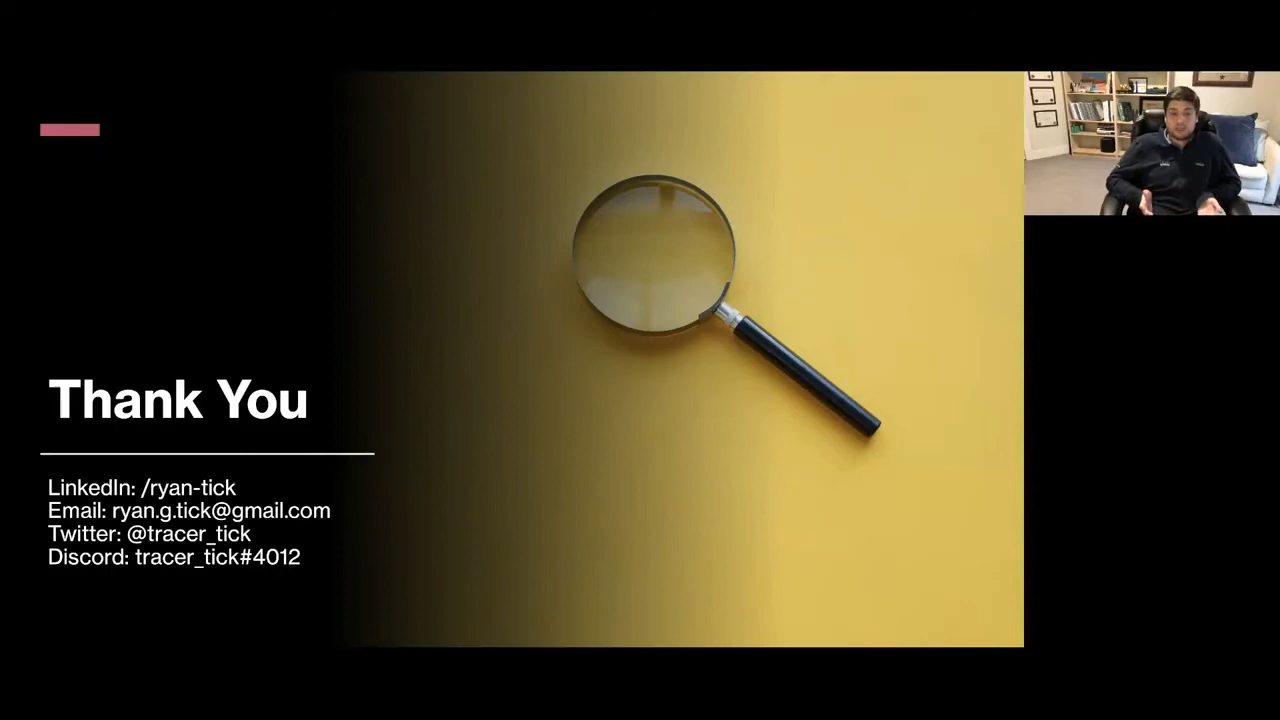 Thank You
LinkedIn: /ryan-tick
Email: ryan.g.tick@gmail.com
Twitter: @tracer_tick
Discord: tracer_tick#4012